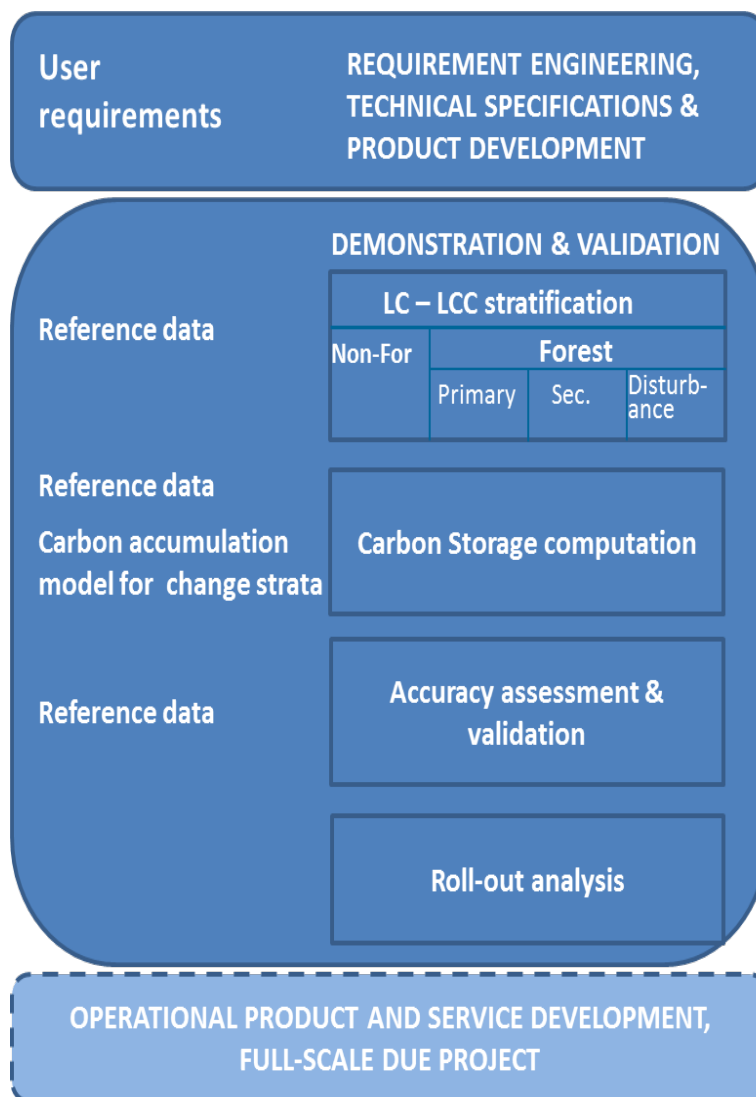 User
requirements
REQUIREMENT ENGINEERING,
TECHNICAL SPECIFICATIONS &
PRODUCT DEVELOPMENT
DEMONSTRATION & VALIDATION
Reference data
LC – LCC stratification
Non-For
Forest
Primary
Sec.
Disturb-
ance
Reference data
Carbon accumulation
model for change strata
Carbon Storage computation
Reference data
Accuracy assessment &
validation
Roll-out analysis
OPERATIONAL PRODUCT AND SERVICE DEVELOPMENT,
FULL-SCALE DUE PROJECT